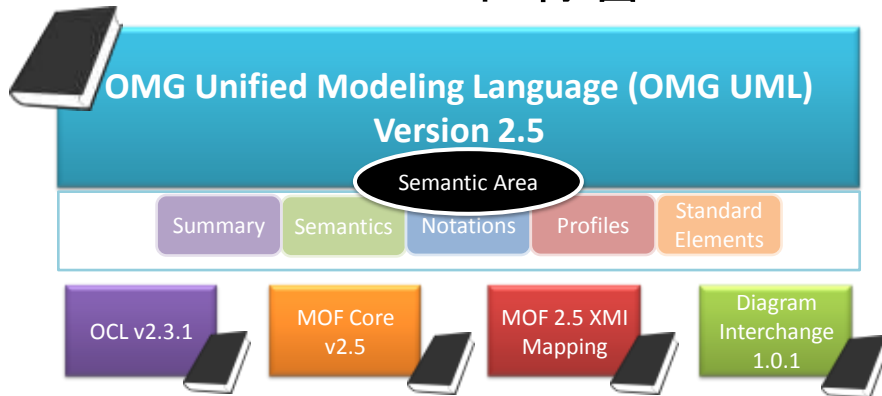 OMG Unified Modeling Language (OMG UML)
Version 2.5
Semantic Area
Summary
Semantics
Notations
Profiles
Standard
Elements
OCL v2.3.1
MOF Core
v2.5
MOF 2.5 XMI
Mapping
Diagram
Interchange
1.0.1